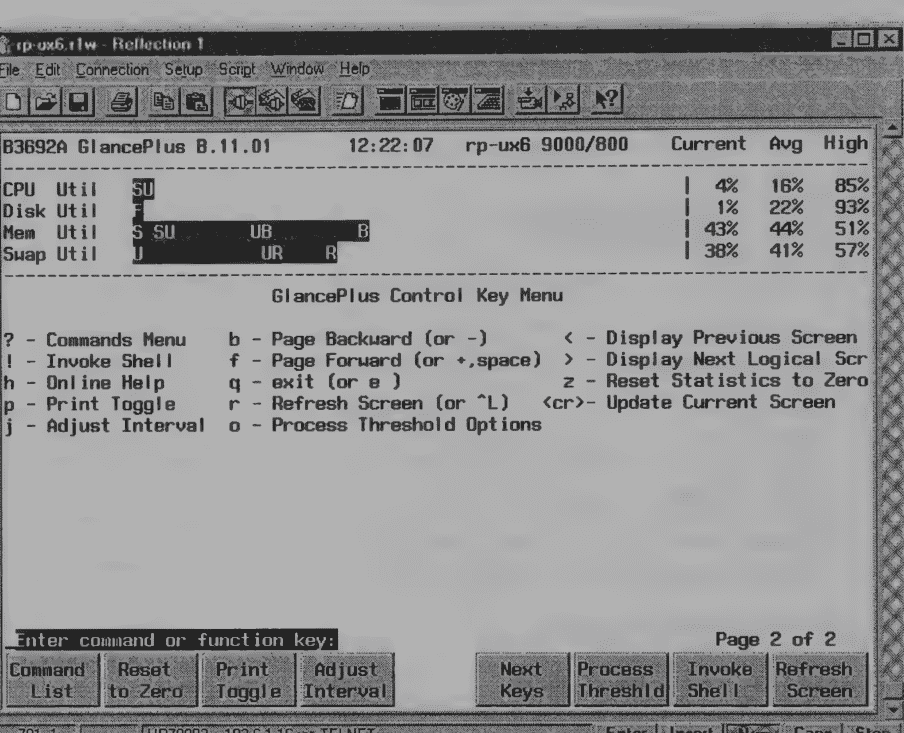 rp-ux6.r1w - Reflection 1
File Edit Connection Setup Script Window Help
B3692A GlancePlus B.11.01 12:22:07 rp-ux6 9000/800 Current Avg High
CPU Util SU | 4% 16% 85%
Disk Util F | 1% 22% 93%
Mem Util S SU UB B | 43% 44% 51%
Swap Util U UR R | 38% 41% 57%
GlancePlus Control Key Menu
? - Commands Menu b - Page Backward (or -) < - Display Previous Screen
! - Invoke Shell f - Page Forward (or +,space) > - Display Next Logical Scr
h - Online Help q - exit (or e ) z - Reset Statistics to Zero
p - Print Toggle r - Refresh Screen (or ^L) <cr>- Update Current Screen
j - Adjust Interval o - Process Threshold Options
Enter command or function key: Page 2 of 2
Command Reset Print Adjust Next Process Invoke Refresh
List to Zero Toggle Interval Keys Threshld Shell Screen